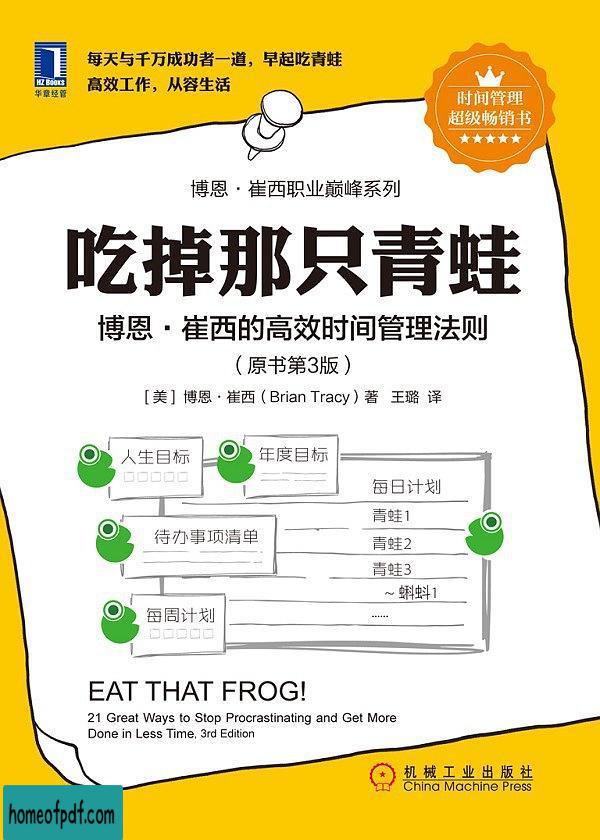 HZ Books
华章经管
每天与千万成功者一道，早起吃青蛙
高效工作，从容生活
时间管理
超级畅销书
博恩·崔西职业巅峰系列
吃掉那只青蛙
博恩·崔西的高效时间管理法则
（原书第3版）
［美］博恩·崔西（Brian Tracy）著 王璐 译
人生目标
年度目标
每日计划
青蛙1
待办事项清单
青蛙2
青蛙3
~ 蝌蚪1
……
每周计划
EAT THAT FROG!
21 Great Ways to Stop Procrastinating and Get More
Done in Less Time, 3rd Edition
机械工业出版社
China Machine Press
homeofpdf.com